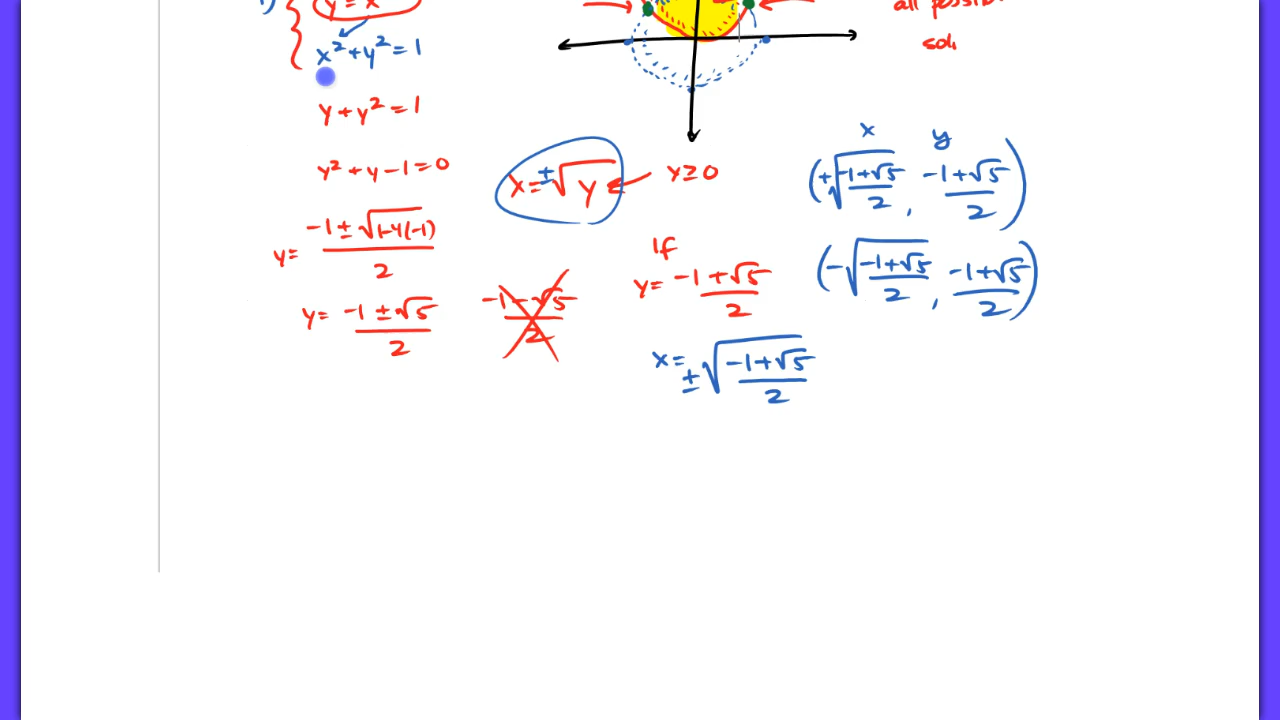 1) y = x²
all possible
x² + y² = 1
sol.
y + y² = 1
x y
y² + y - 1 = 0
x = ±√y
x ≥ 0
(+√((-1+√5)/2), (-1+√5)/2)
y = (-1 ± √(1-4(-1)))/2
If
y = (-1+√5)/2
(-√((-1+√5)/2), (-1+√5)/2)
y = (-1 ± √5)/2
(-1-√5)/2
x = ±√((-1+√5)/2)